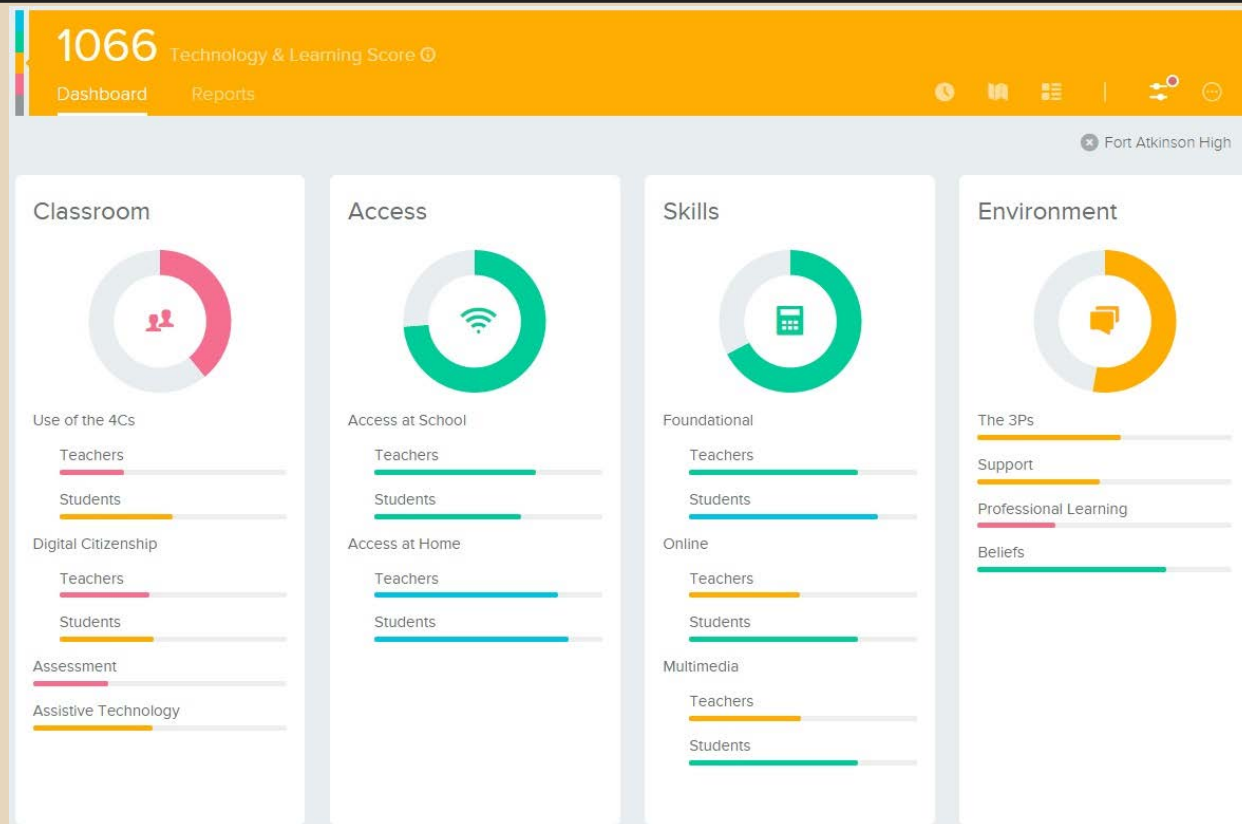 1066 Technology & Learning Score
Dashboard Reports
Fort Atkinson High
Classroom
Use of the 4Cs
Teachers
Students
Digital Citizenship
Teachers
Students
Assessment
Assistive Technology
Access
Access at School
Teachers
Students
Access at Home
Teachers
Students
Skills
Foundational
Teachers
Students
Online
Teachers
Students
Multimedia
Teachers
Students
Environment
The 3Ps
Support
Professional Learning
Beliefs